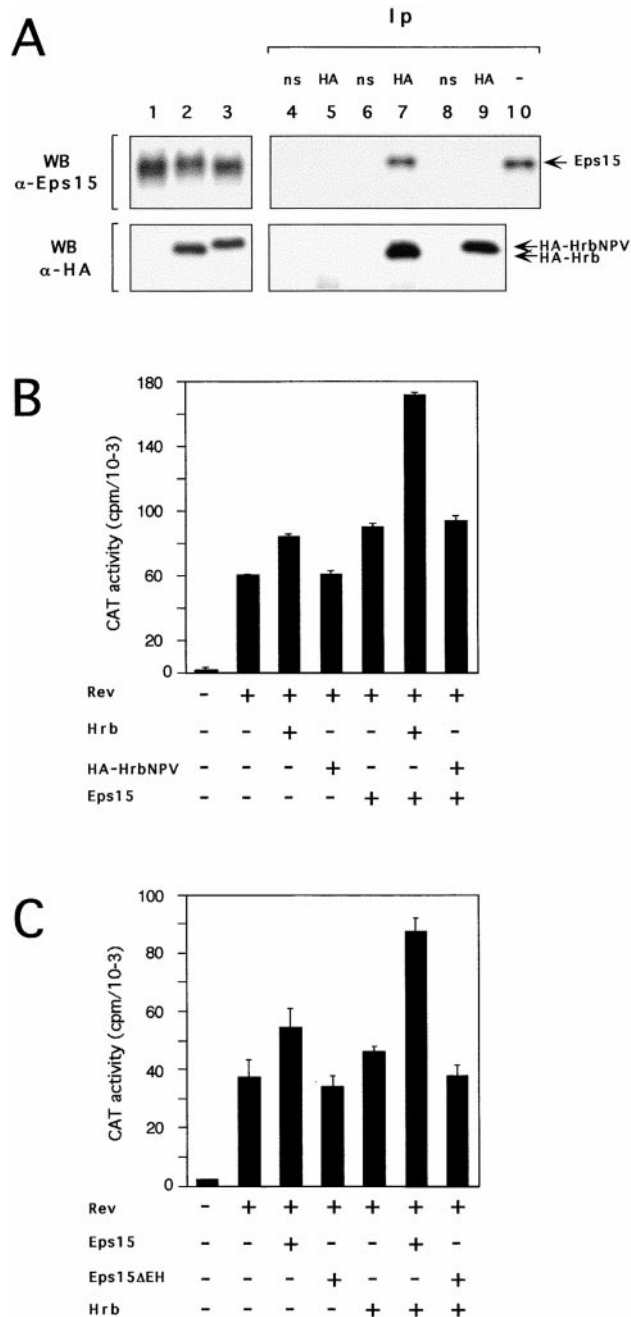 A
Ip
ns HA ns HA ns HA -
1 2 3 4 5 6 7 8 9 10
WB
α-Eps15
Eps15
WB
α-HA
HA-HrbNPV
HA-Hrb
B
CAT activity (cpm/10-3)
180
140
100
60
20
0
Rev - + + + + + +
Hrb - - + - - + -
HA-HrbNPV - - - + - - +
Eps15 - - - - + + +
C
CAT activity (cpm/10-3)
100
80
60
40
20
0
Rev - + + + + + +
Eps15 - - + - - + -
Eps15ΔEH - - - + - - +
Hrb - - - - + + +